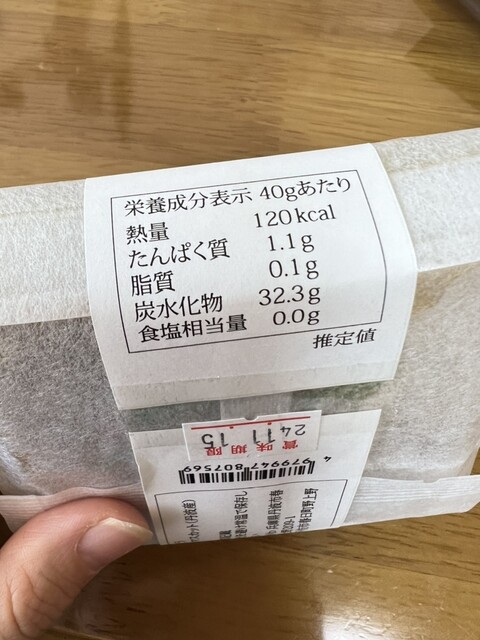 栄養成分表示 40gあたり
熱量 120kcal
たんぱく質 1.1g
脂質 0.1g
炭水化物 32.3g
食塩相当量 0.0g
推定値
賞味期限
24.11.15
4979947807569